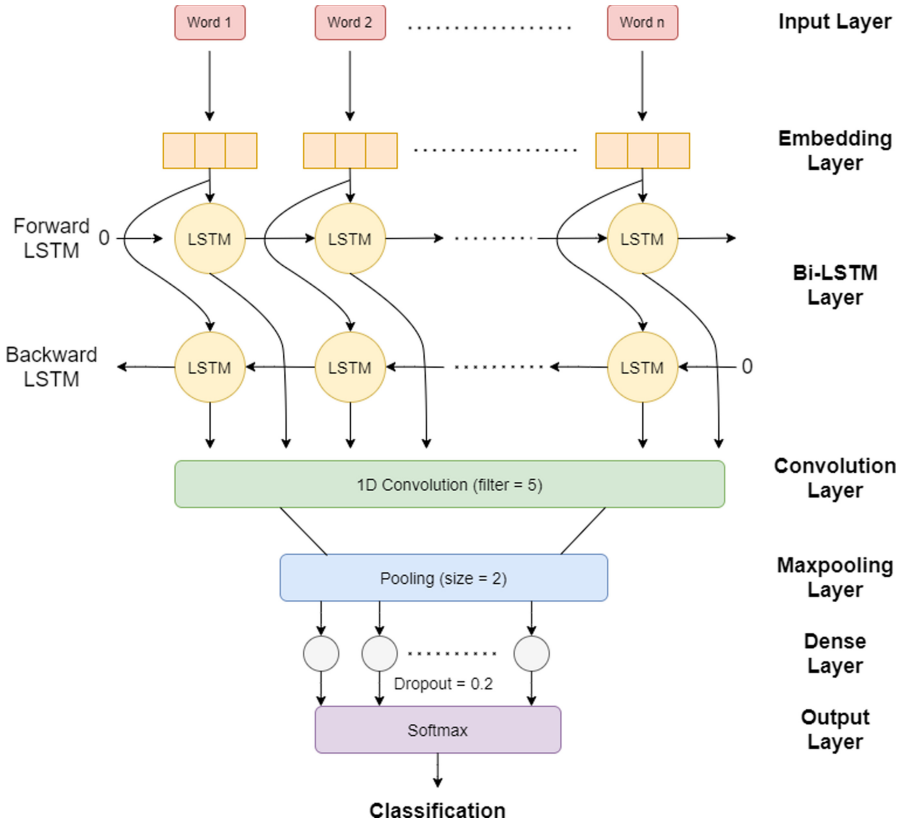 Word 1
Word 2
Word n
Input Layer
Embedding
Layer
Forward
LSTM
0
LSTM
LSTM
LSTM
Bi-LSTM
Layer
Backward
LSTM
LSTM
LSTM
LSTM
0
1D Convolution (filter = 5)
Convolution
Layer
Pooling (size = 2)
Maxpooling
Layer
Dense
Layer
Dropout = 0.2
Softmax
Output
Layer
Classification